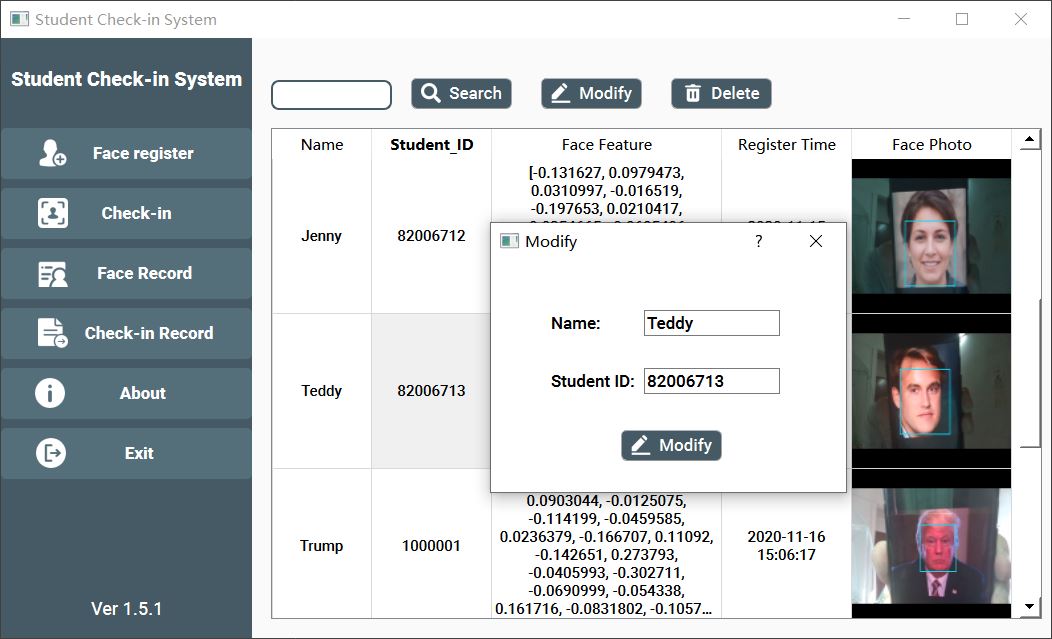 Student Check-in System
Student Check-in System
Search
Modify
Delete
Face register
Check-in
Face Record
Check-in Record
About
Exit
Ver 1.5.1
Name
Student_ID
Face Feature
Register Time
Face Photo
Jenny
82006712
[-0.131627, 0.0979473,
0.0310997, -0.016519,
-0.197653, 0.0210417,
Modify
?
Name:
Teddy
Student ID:
82006713
Modify
Teddy
82006713
Trump
1000001
0.0903044, -0.0125075,
-0.114199, -0.0459585,
0.0236379, -0.166707, 0.11092,
-0.142651, 0.273793,
-0.0405993, -0.302711,
-0.0690999, -0.054338,
0.161716, -0.0831802, -0.1057...
2020-11-16
15:06:17